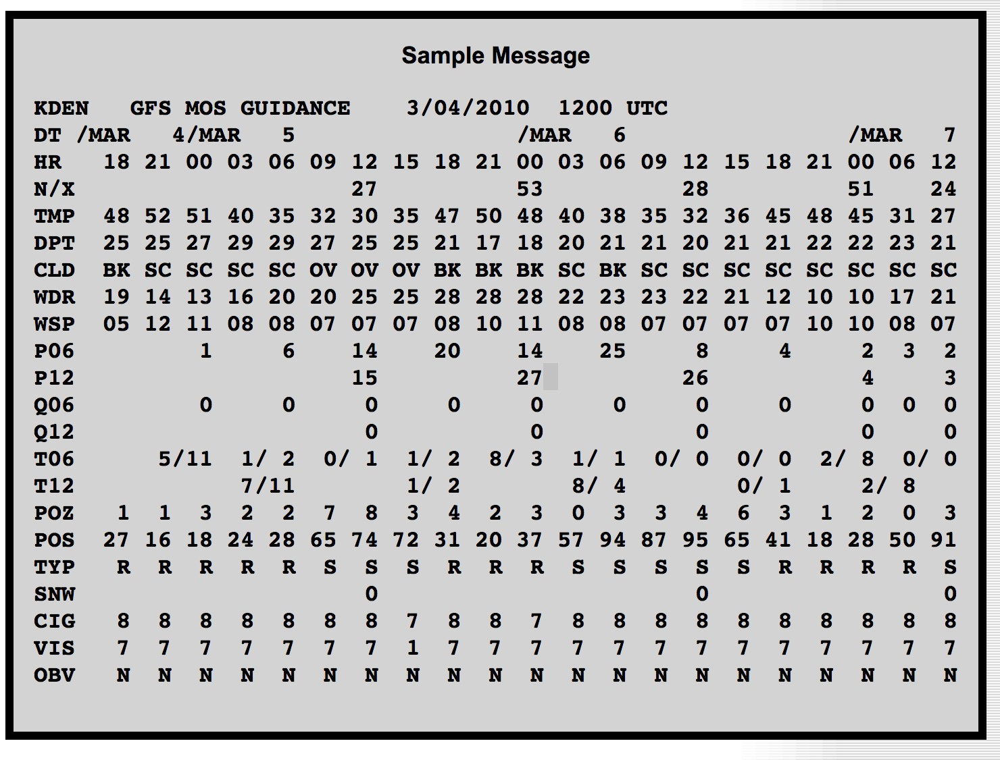 Sample Message
KDEN   GFS MOS GUIDANCE    3/04/2010  1200 UTC
DT /MAR   4/MAR   5                /MAR   6                /MAR   7
HR   18 21 00 03 06 09 12 15 18 21 00 03 06 09 12 15 18 21 00 06 12
N/X                    27          53          28          51    24
TMP  48 52 51 40 35 32 30 35 47 50 48 40 38 35 32 36 45 48 45 31 27
DPT  25 25 27 29 29 27 25 25 21 17 18 20 21 21 20 21 21 22 22 23 21
CLD  BK SC SC SC SC OV OV OV BK BK BK SC BK SC SC SC SC SC SC SC SC
WDR  19 14 13 16 20 20 25 25 28 28 28 22 23 23 22 21 12 10 10 17 21
WSP  05 12 11 08 08 07 07 07 08 10 11 08 08 07 07 07 07 10 10 08 07
P06         1     6    14    20    14    25     8     4     2  3  2
P12                    15          27          26           4     3
Q06         0     0     0     0     0     0     0     0     0  0  0
Q12                     0           0           0           0     0
T06      5/11  1/ 2  0/ 1  1/ 2  8/ 3  1/ 1  0/ 0  0/ 0  2/ 8  0/ 0
T12            7/11        1/ 2        8/ 4        0/ 1     2/ 8
POZ   1  1  3  2  2  7  8  3  4  2  3  0  3  3  4  6  3  1  2  0  3
POS  27 16 18 24 28 65 74 72 31 20 37 57 94 87 95 65 41 18 28 50 91
TYP   R  R  R  R  R  S  S  S  R  R  R  S  S  S  S  S  R  R  R  R  S
SNW                     0                       0                 0
CIG   8  8  8  8  8  8  8  7  8  8  7  8  8  8  8  8  8  8  8  8  8
VIS   7  7  7  7  7  7  7  1  7  7  7  7  7  7  7  7  7  7  7  7  7
OBV   N  N  N  N  N  N  N  N  N  N  N  N  N  N  N  N  N  N  N  N  N